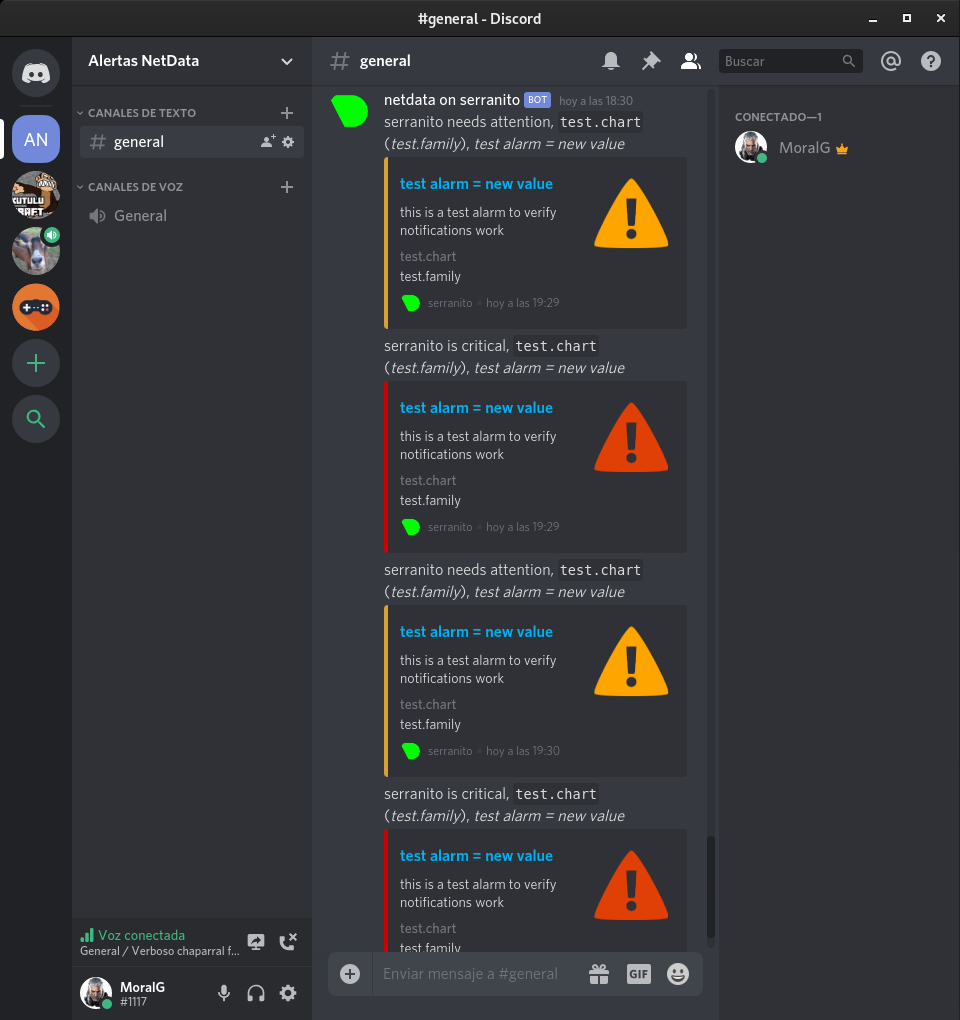 #general - Discord
Alertas NetData
general
Buscar
AN
CANALES DE TEXTO
general
CANALES DE VOZ
General
netdata on serranito BOT hoy a las 18:30
serranito needs attention, test.chart
(test.family), test alarm = new value
test alarm = new value
this is a test alarm to verify
notifications work
test.chart
test.family
serranito • hoy a las 19:29
serranito is critical, test.chart
(test.family), test alarm = new value
test alarm = new value
this is a test alarm to verify
notifications work
test.chart
test.family
serranito • hoy a las 19:29
serranito needs attention, test.chart
(test.family), test alarm = new value
test alarm = new value
this is a test alarm to verify
notifications work
test.chart
test.family
serranito • hoy a las 19:30
serranito is critical, test.chart
(test.family), test alarm = new value
test alarm = new value
this is a test alarm to verify
notifications work
test.chart
test.family
CONECTADO—1
MoralG
Voz conectada
General / Verboso chaparral f...
MoralG
#1117
Enviar mensaje a #general
GIF